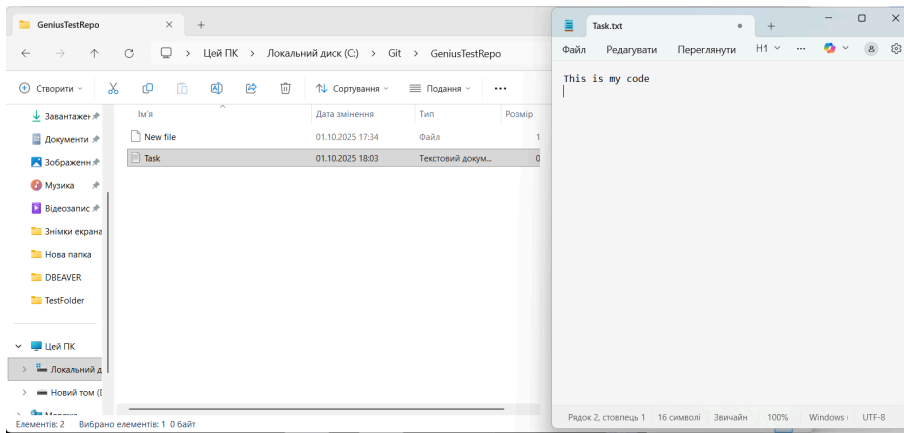 GeniusTestRepo
Цей ПК > Локальний диск (C:) > Git > GeniusTestRepo
Створити
Сортування
Подання
Завантажен
Документи
Зображенн
Музика
Відеозапис
Знімки екрана
Нова папка
DBEAVER
TestFolder
Цей ПК
Локальний д
Новий том (
Ім'я Дата змінення Тип Розмір
New file 01.10.2025 17:34 Файл 1
Task 01.10.2025 18:03 Текстовий докум... 0
Елементів: 2 Вибрано елементів: 1 0 байт
Task.txt
Файл Редагувати Переглянути H1
This is my code
Рядок 2, стовпець 1 16 символі Звичайн 100% Windows UTF-8